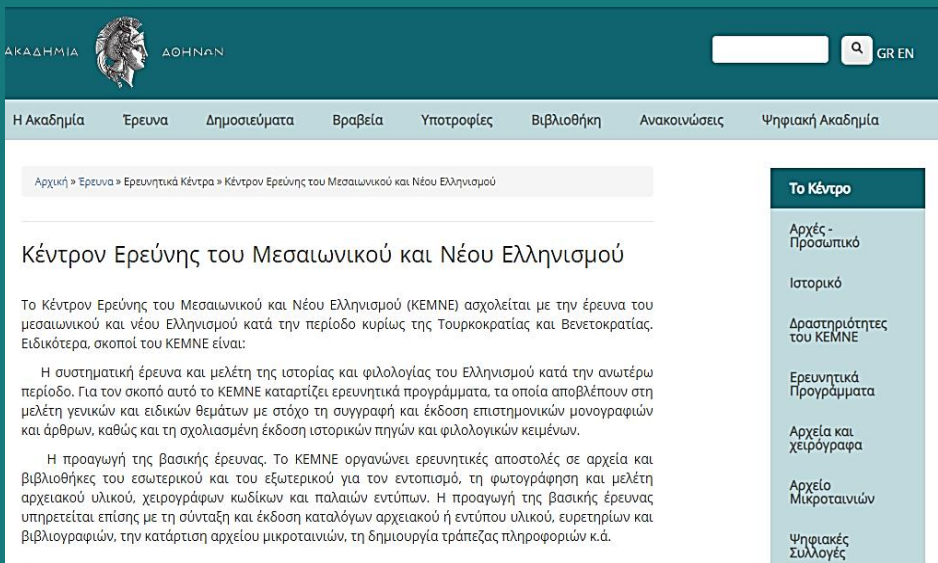 ΑΚΑΔΗΜΙΑ ΑΘΗΝΩΝ
GR EN
Η Ακαδημία Έρευνα Δημοσιεύματα Βραβεία Υποτροφίες Βιβλιοθήκη Ανακοινώσεις Ψηφιακή Ακαδημία
Αρχική » Έρευνα » Ερευνητικά Κέντρα » Κέντρον Ερεύνης του Μεσαιωνικού και Νέου Ελληνισμού
Κέντρον Ερεύνης του Μεσαιωνικού και Νέου Ελληνισμού
Το Κέντρον Ερεύνης του Μεσαιωνικού και Νέου Ελληνισμού (ΚΕΜΝΕ) ασχολείται με την έρευνα του
μεσαιωνικού και νέου Ελληνισμού κατά την περίοδο κυρίως της Τουρκοκρατίας και Βενετοκρατίας.
Ειδικότερα, σκοποί του ΚΕΜΝΕ είναι:
Η συστηματική έρευνα και μελέτη της ιστορίας και φιλολογίας του Ελληνισμού κατά την ανωτέρω
περίοδο. Για τον σκοπό αυτό το ΚΕΜΝΕ καταρτίζει ερευνητικά προγράμματα, τα οποία αποβλέπουν στη
μελέτη γενικών και ειδικών θεμάτων με στόχο τη συγγραφή και έκδοση επιστημονικών μονογραφιών
και άρθρων, καθώς και τη σχολιασμένη έκδοση ιστορικών πηγών και φιλολογικών κειμένων.
Η προαγωγή της βασικής έρευνας. Το ΚΕΜΝΕ οργανώνει ερευνητικές αποστολές σε αρχεία και
βιβλιοθήκες του εσωτερικού και του εξωτερικού για τον εντοπισμό, τη φωτογράφηση και μελέτη
αρχειακού υλικού, χειρογράφων κωδίκων και παλαιών εντύπων. Η προαγωγή της βασικής έρευνας
υπηρετείται επίσης με τη σύνταξη και έκδοση καταλόγων αρχειακού ή εντύπου υλικού, ευρετηρίων και
βιβλιογραφιών, την κατάρτιση αρχείου μικροταινιών, τη δημιουργία τράπεζας πληροφοριών κ.ά.
Το Κέντρο
Αρχές -
Προσωπικό
Ιστορικό
Δραστηριότητες
του ΚΕΜΝΕ
Ερευνητικά
Προγράμματα
Αρχεία και
χειρόγραφα
Αρχείο
Μικροταινιών
Ψηφιακές
Συλλογές